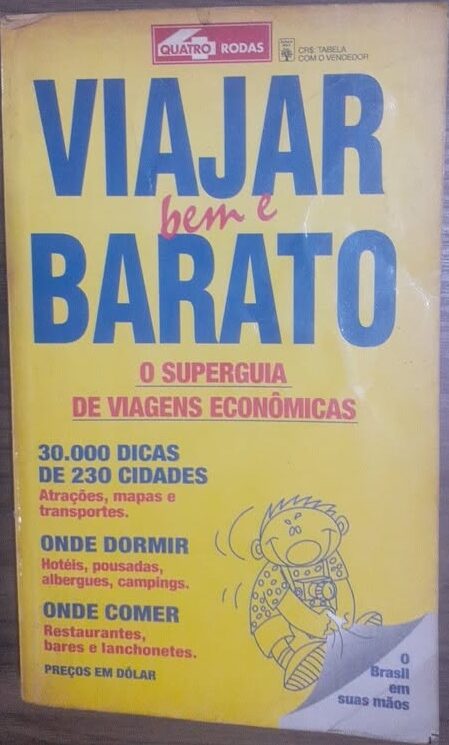 QUATRO RODAS
CR$: TABELA
COM O VENDEDOR
VIAJAR
bem e
BARATO
O SUPERGUIA
DE VIAGENS ECONÔMICAS
30.000 DICAS
DE 230 CIDADES
Atrações, mapas e
transportes.
ONDE DORMIR
Hotéis, pousadas,
albergues, campings.
ONDE COMER
Restaurantes,
bares e lanchonetes.
PREÇOS EM DÓLAR
O
Brasil
em
suas mãos